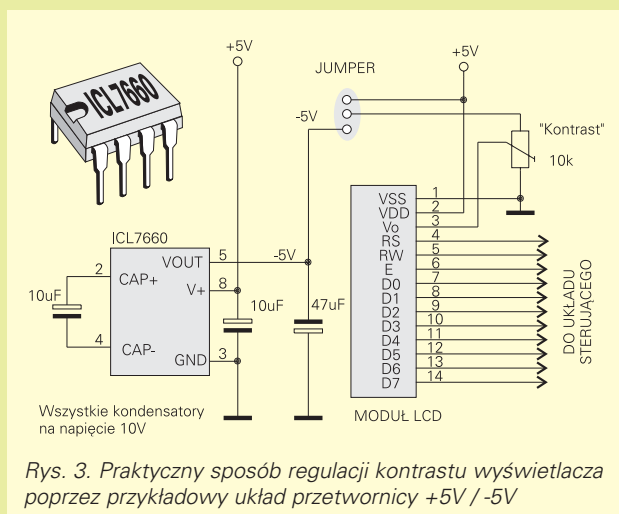 +5V
+5V
JUMPER
ICL7660
-5V
"Kontrast"
10k
VSS 1
VDD 2
Vo 3
RS 4
RW 5
E 6
D0 7
D1 8
D2 9
D3 10
D4 11
D5 12
D6 13
D7 14
DO UKŁADU
STERUJĄCEGO
MODUŁ LCD
ICL7660
VOUT 5 -5V
2 CAP+
V+ 8
10uF
10uF
47uF
4 CAP-
GND 3
Wszystkie kondensatory
na napięcie 10V
Rys. 3. Praktyczny sposób regulacji kontrastu wyświetlacza
poprzez przykładowy układ przetwornicy +5V / -5V